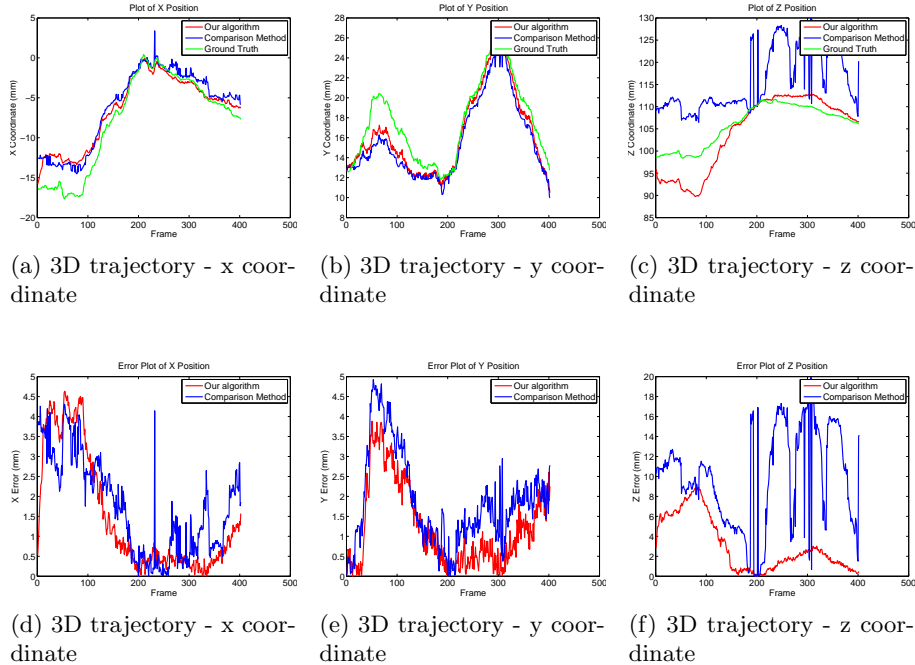 Plot of X Position
5
0
−5
−10
−15
−20
X Coordinate (mm)
0 100 200 300 400 500
Frame
Our algorithm
Comparison Method
Ground Truth
Plot of Y Position
28
26
24
22
20
18
16
14
12
10
8
Y Coordinate (mm)
0 100 200 300 400 500
Frame
Our algorithm
Comparison Method
Ground Truth
Plot of Z Position
130
125
120
115
110
105
100
95
90
85
Z Coordinate (mm)
0 100 200 300 400 500
Frame
Our algorithm
Comparison Method
Ground Truth
(a) 3D trajectory - x coor-
dinate
(b) 3D trajectory - y coor-
dinate
(c) 3D trajectory - z coor-
dinate
Error Plot of X Position
5
4.5
4
3.5
3
2.5
2
1.5
1
0.5
0
X Error (mm)
0 100 200 300 400 500
Frame
Our algorithm
Comparison Method
Error Plot of Y Position
5
4.5
4
3.5
3
2.5
2
1.5
1
0.5
0
Y Error (mm)
0 100 200 300 400 500
Frame
Our algorithm
Comparison Method
Error Plot of Z Position
20
18
16
14
12
10
8
6
4
2
0
Z Error (mm)
0 100 200 300 400 500
Frame
Our algorithm
Comparison Method
(d) 3D trajectory - x coor-
dinate
(e) 3D trajectory - y coor-
dinate
(f) 3D trajectory - z coor-
dinate